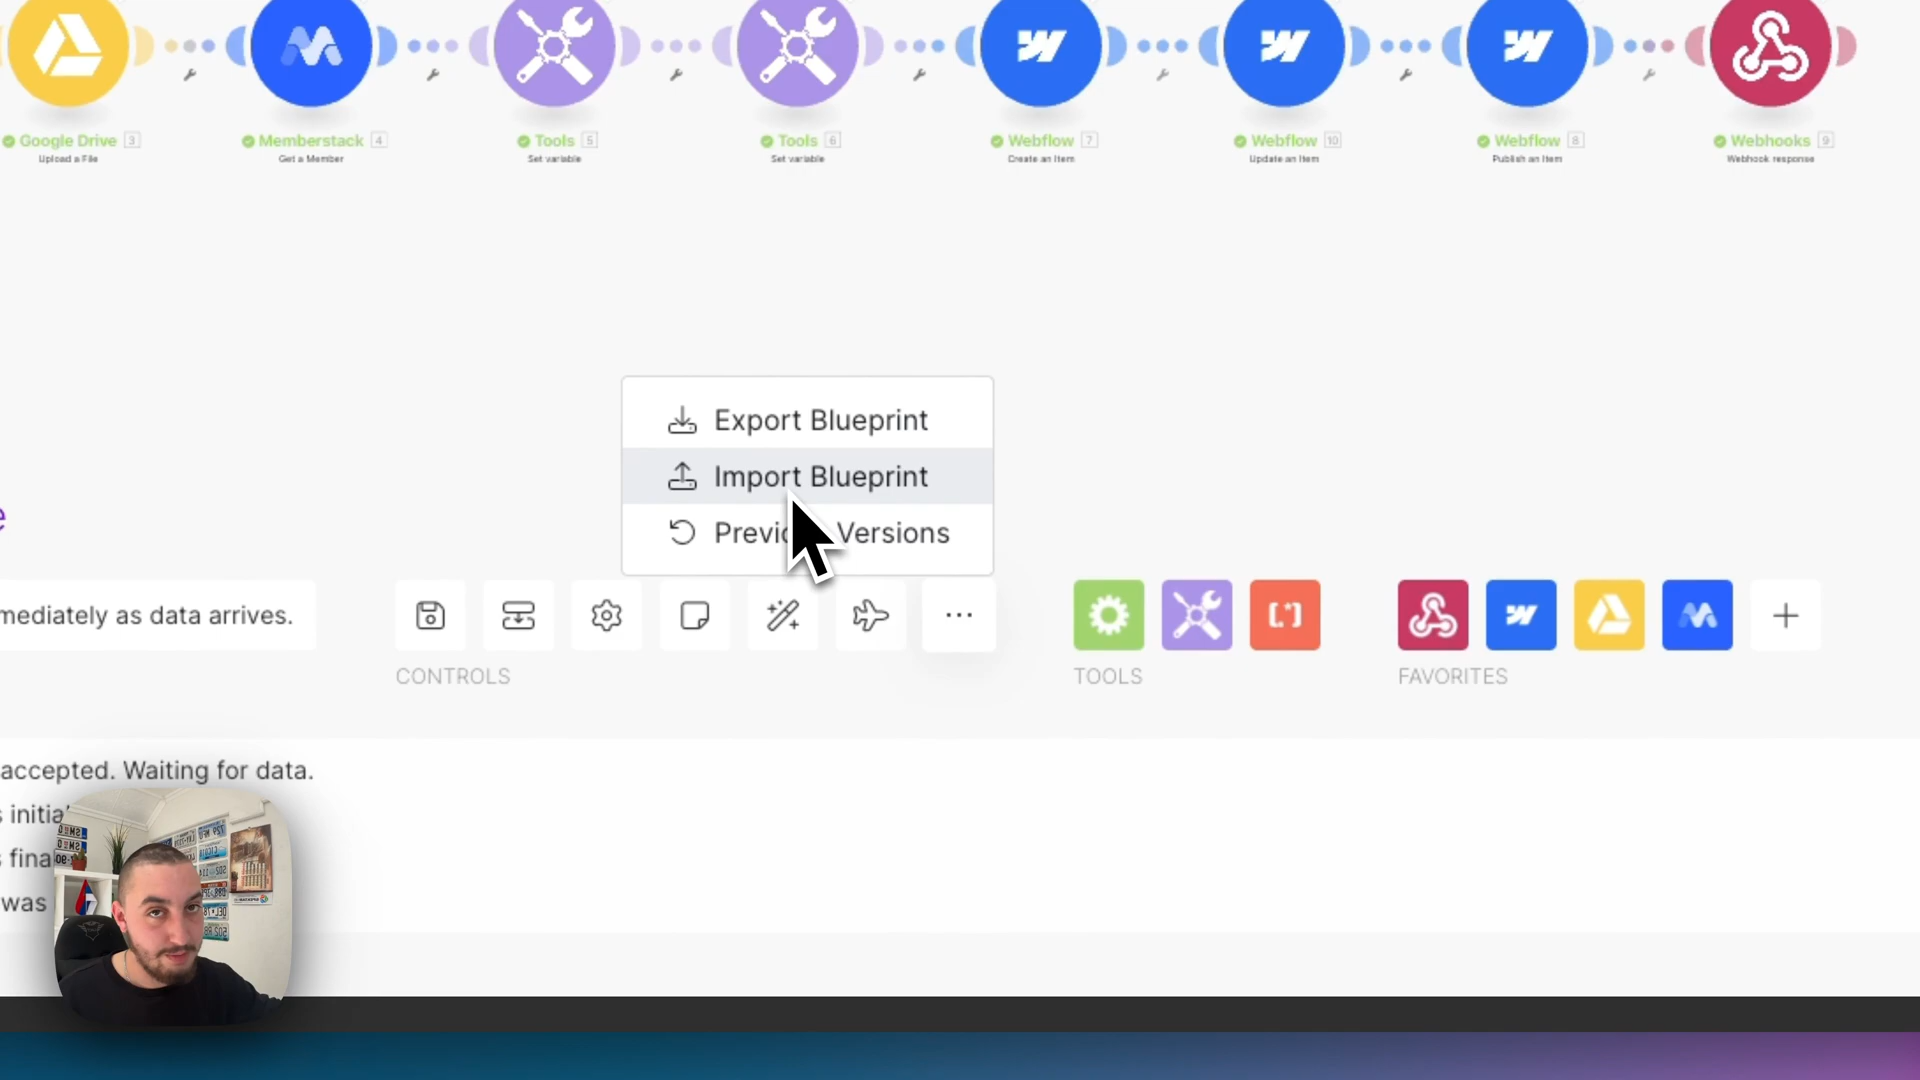 Google Drive 3
Upload a File
Memberstack 4
Get a Member
Tools 5
Set variable
Tools 6
Set variable
Webflow 7
Create an Item
Webflow 10
Update an Item
Webflow 8
Publish an Item
Webhooks 9
Webhook response
Export Blueprint
Import Blueprint
Versions
e
mediately as data arrives.
CONTROLS
TOOLS
FAVORITES
accepted. Waiting for data.
s initia
s fina
was